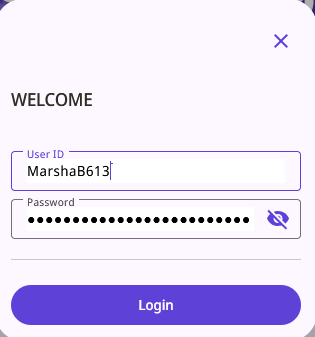 WELCOME
User ID
MarshaB613
Password
●●●●●●●●●●●●●●●●●●●●●●●●●
Login